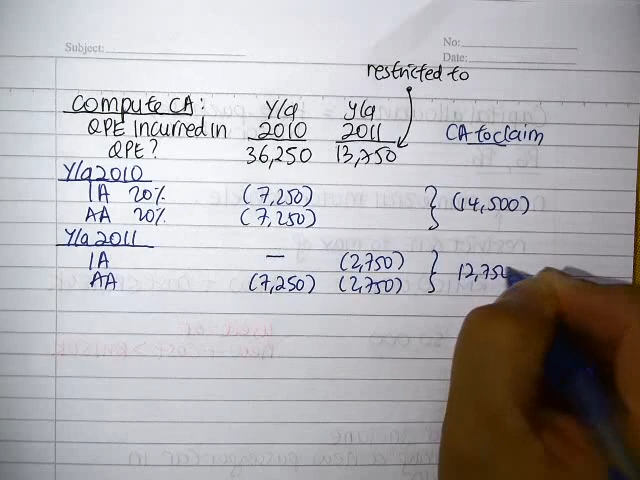 Subject:
No:
Date:
restricted to
Compute CA: Y/a Y/a
QPE Incurred in 2010 2011 CA to claim
QPE? 36,250 13,750
Y/a 2010
IA 20% (7,250)
AA 20% (7,250) } (14,500)
Y/a 2011
IA — (2,750)
AA (7,250) (2,750) } 12,750